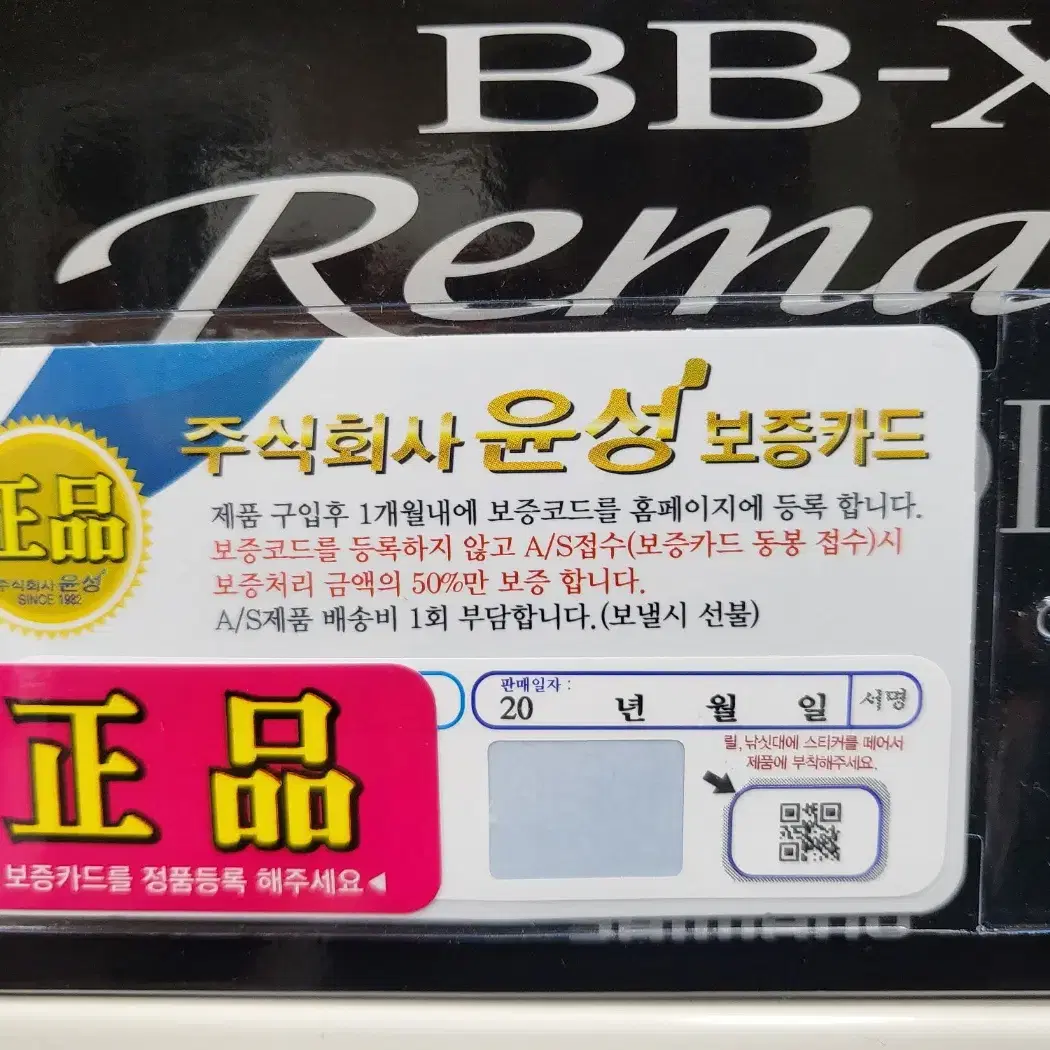 BB-X
Rema
주식회사 윤성 보증카드
正品
주식회사 윤성
SINCE 1982
제품 구입후 1개월내에 보증코드를 홈페이지에 등록 합니다.
보증코드를 등록하지 않고 A/S접수(보증카드 동봉 접수)시
보증처리 금액의 50%만 보증 합니다.
A/S제품 배송비 1회 부담합니다.(보낼시 선불)
正品
보증카드를 정품등록 해주세요◀
판매일자 :
20 년 월 일 서명
릴, 낚싯대에 스티커를 떼어서
제품에 부착해주세요.